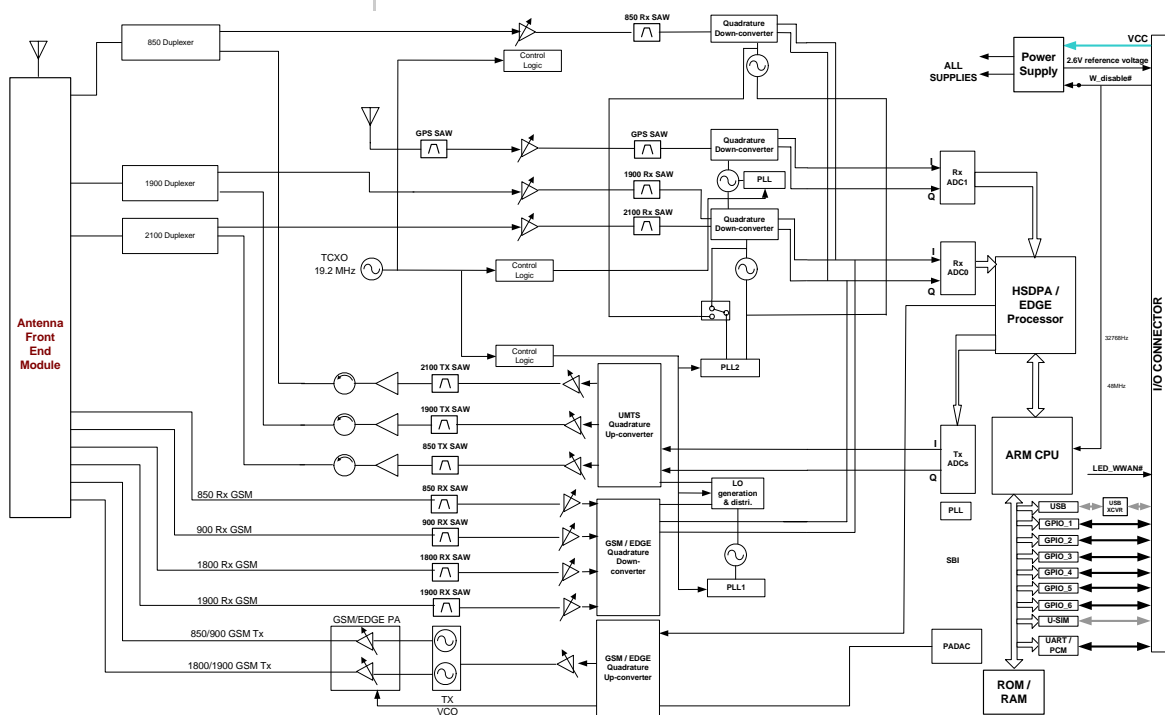 850 Duplexer
850 Rx SAW
Quadrature
Down-converter
Control
Logic
ALL
SUPPLIES
Power
Supply
VCC
2.6V reference voltage
W_disable#
GPS SAW
GPS SAW
Quadrature
Down-converter
1900 Duplexer
1900 Rx SAW
PLL
I
Q
Rx
ADC1
2100 Duplexer
2100 Rx SAW
Quadrature
Down-converter
TCXO
19.2 MHz
Control
Logic
I
Q
Rx
ADC0
HSDPA /
EDGE
Processor
Antenna
Front
End
Module
I/O CONNECTOR
32768Hz
48MHz
Control
Logic
PLL2
2100 TX SAW
1900 TX SAW
850 TX SAW
UMTS
Quadrature
Up-converter
I
Q
Tx
ADCs
ARM CPU
LED_WWAN#
LO
generation
& distri.
PLL
850 Rx GSM
850 RX SAW
900 Rx GSM
900 RX SAW
1800 RX SAW
1800 Rx GSM
1900 RX SAW
1900 Rx GSM
GSM / EDGE
Quadrature
Down-
converter
PLL1
SBI
USB
USB
XCVR
GPIO_1
GPIO_2
GPIO_3
GPIO_4
GPIO_5
GPIO_6
U-SIM
UART /
PCM
GSM/EDGE PA
850/900 GSM Tx
1800/1900 GSM Tx
TX
VCO
GSM / EDGE
Quadrature
Up-converter
PADAC
ROM /
RAM